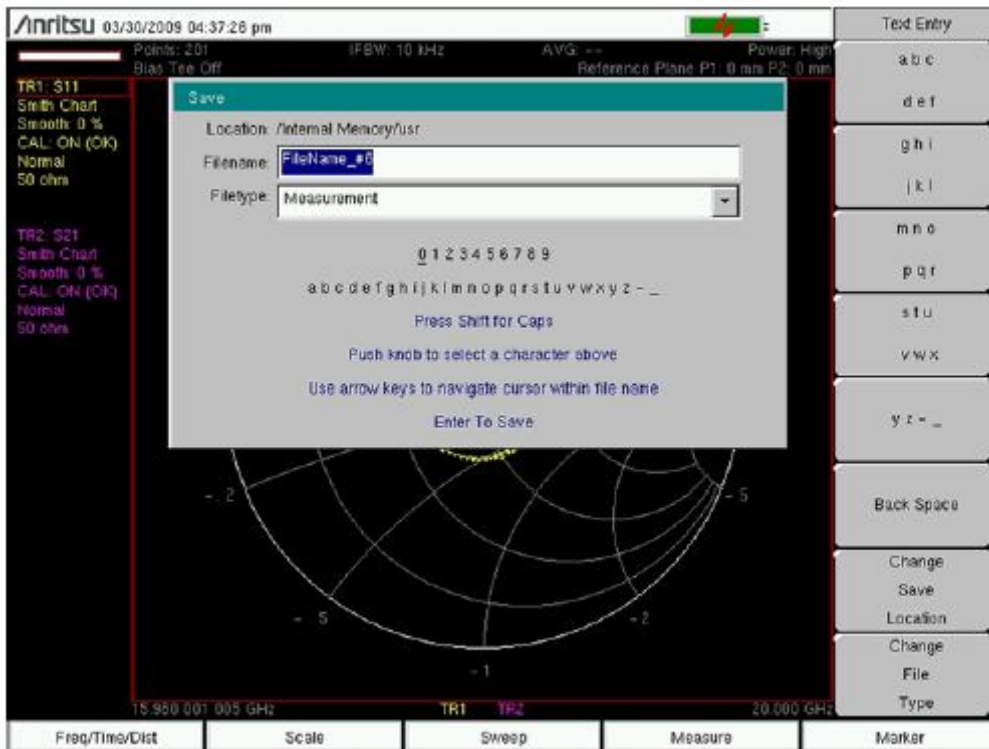 Anritsu 03/30/2009 04:37:26 pm
Text Entry
Points: 201 IFBW: 10 kHz AVG: -- Power: High
Bias Tee Off Reference Plane P1: 0 mm P2: 0 mm
TR1: S11
Smith Chart
Smooth: 0 %
CAL: ON (OK)
Normal
50 ohm
TR2: S21
Smith Chart
Smooth: 0 %
CAL: ON (OK)
Normal
50 ohm
Save
Location: /Internal Memory/usr
Filename: FileName_#6
Filetype: Measurement
0 1 2 3 4 5 6 7 8 9
a b c d e f g h i j k l m n o p q r s t u v w x y z - _
Press Shift for Caps
Push knob to select a character above
Use arrow keys to navigate cursor within file name
Enter To Save
-.2
-5
-.5
-2
-1
15.980 001 005 GHz TR1 TR2 20.000 GHz
a b c
d e f
g h i
j k l
m n o
p q r
s t u
v w x
y z - _
Back Space
Change
Save
Location
Change
File
Type
Freq/Time/Dist Scale Sweep Measure Marker